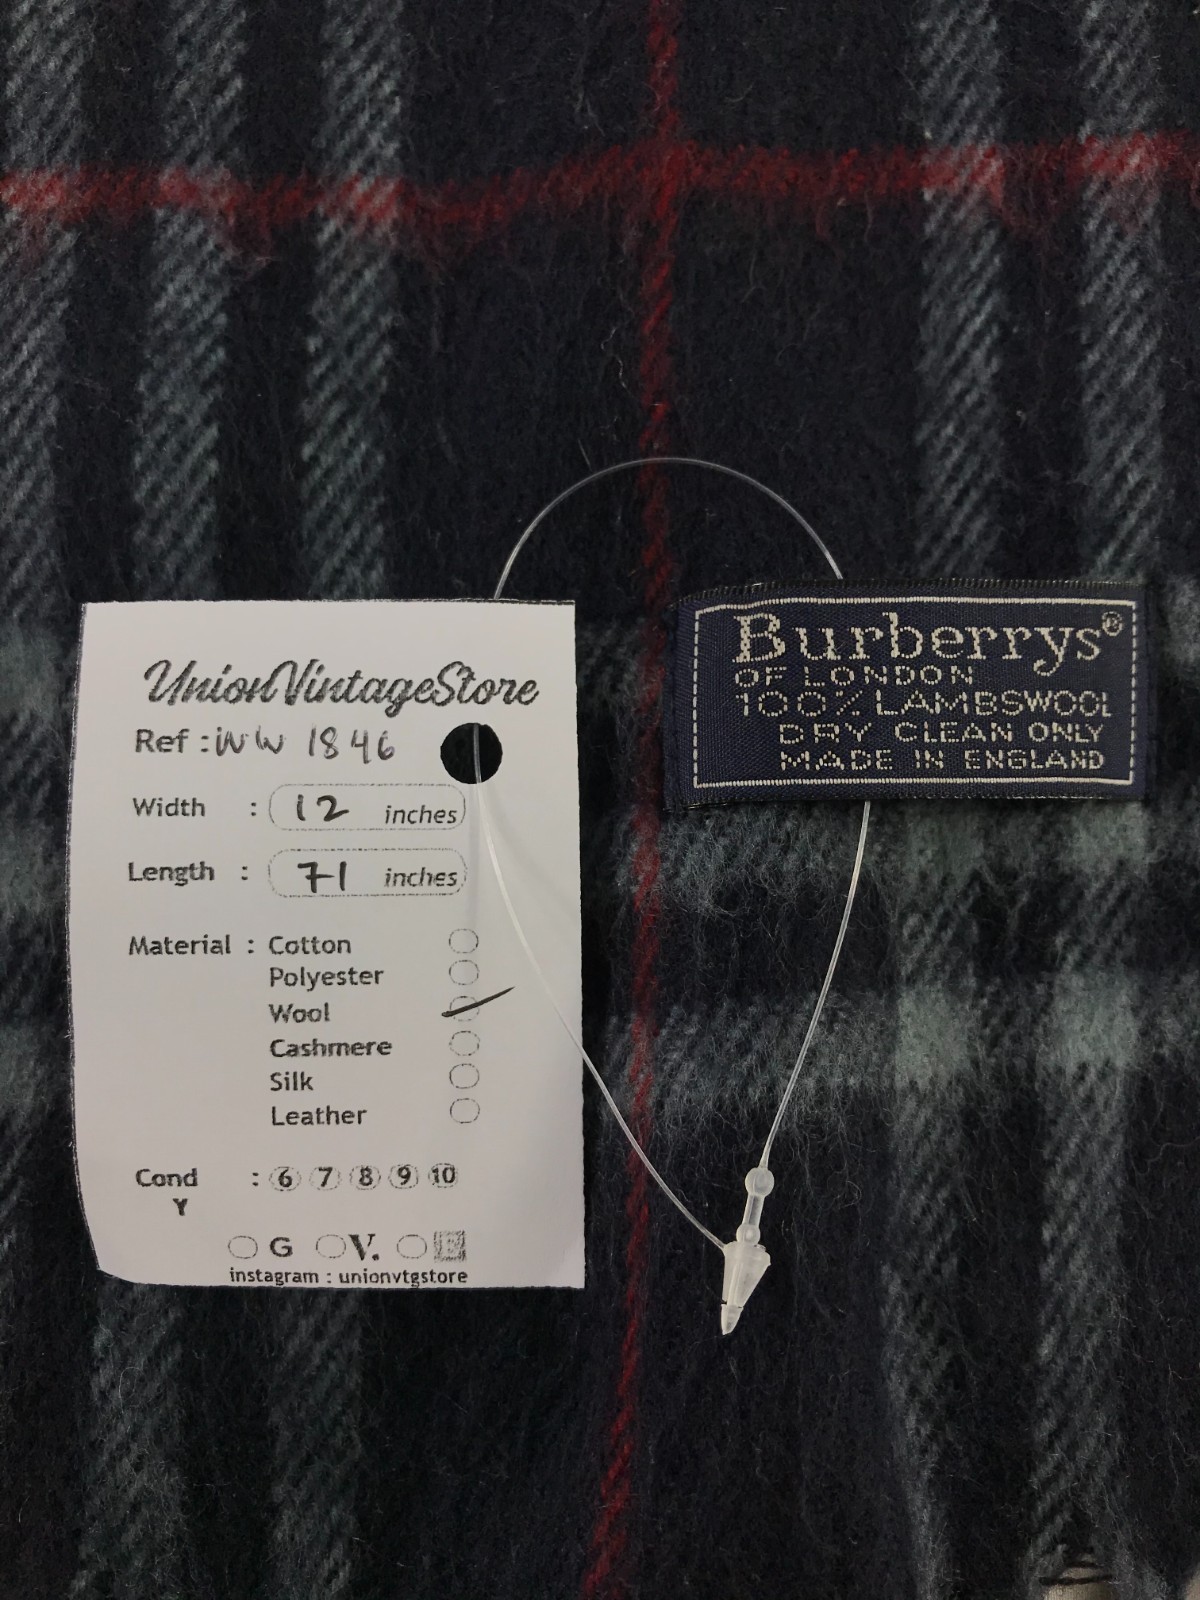 UnionVintageStore
Ref : WW 1846
Width : 12 inches
Length : 71 inches
Material : Cotton
Polyester
Wool
Cashmere
Silk
Leather
Cond : 6 7 8 9 10
Y
G V. E
instagram : unionvtgstore
Burberrys®
OF LONDON
100% LAMBSWOOL
DRY CLEAN ONLY
MADE IN ENGLAND